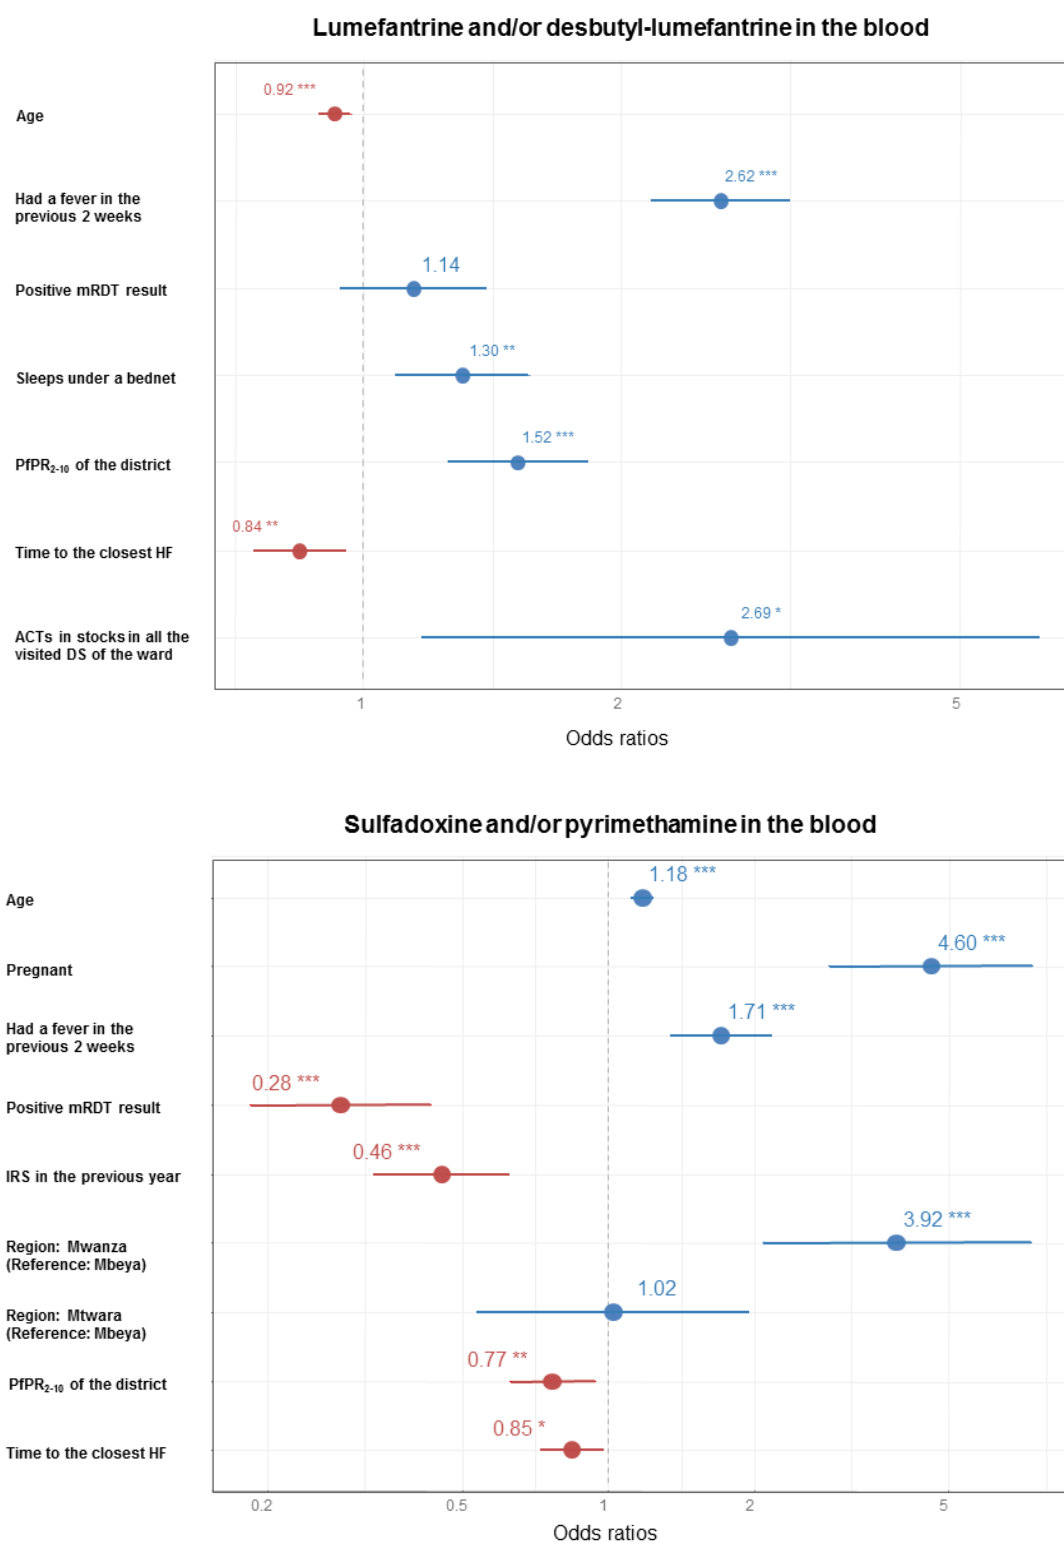 Lumefantrine and/or desbutyl-lumefantrine in the blood
Age
0.92 ***
Had a fever in the
previous 2 weeks
2.62 ***
Positive mRDT result
1.14
Sleeps under a bednet
1.30 **
PfPR₂₋₁₀ of the district
1.52 ***
Time to the closest HF
0.84 **
ACTs in stocks in all the
visited DS of the ward
2.69 *
1 2 5
Odds ratios
Sulfadoxine and/or pyrimethamine in the blood
Age
1.18 ***
Pregnant
4.60 ***
Had a fever in the
previous 2 weeks
1.71 ***
Positive mRDT result
0.28 ***
IRS in the previous year
0.46 ***
Region: Mwanza
(Reference: Mbeya)
3.92 ***
Region: Mtwara
(Reference: Mbeya)
1.02
PfPR₂₋₁₀ of the district
0.77 **
Time to the closest HF
0.85 *
0.2 0.5 1 2 5
Odds ratios